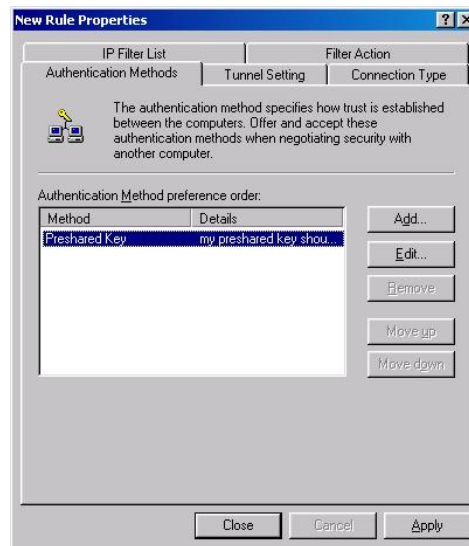 New Rule Properties
IP Filter List Filter Action
Authentication Methods Tunnel Setting Connection Type
The authentication method specifies how trust is established
between the computers. Offer and accept these
authentication methods when negotiating security with
another computer.
Authentication Method preference order:
Method Details
Preshared Key my preshared key shou...
Add...
Edit...
Remove
Move up
Move down
Close Cancel Apply